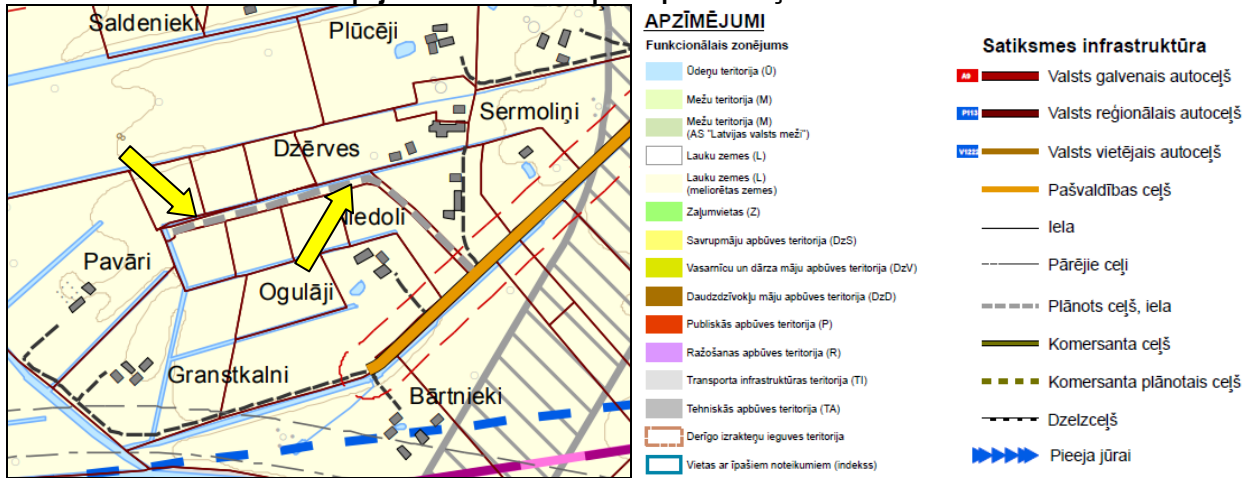 Saldenieki
Plūcēji
Sermoliņi
Dzērves
Pavāri
Ogulāji
Granstkalni
Bārtnieki
APZĪMĒJUMI
Funkcionālais zonējums
Ūdeņu teritorija (Ū)
Mežu teritorija (M)
Mežu teritorija (M)
(AS "Latvijas valsts meži")
Lauku zemes (L)
Lauku zemes (L)
(meliorētas zemes)
Zaļumvietas (Z)
Savrupmāju apbūves teritorija (DzS)
Vasarnīcu un dārza māju apbūves teritorija (DzV)
Daudzdzīvokļu māju apbūves teritorija (DzD)
Publiskās apbūves teritorija (P)
Ražošanas apbūves teritorija (R)
Transporta infrastruktūras teritorija (TI)
Tehniskās apbūves teritorija (TA)
Derīgo izrakteņu ieguves teritorija
Vietas ar īpašiem noteikumiem (indekss)
Satiksmes infrastruktūra
A9 Valsts galvenais autoceļš
P113 Valsts reģionālais autoceļš
V1222 Valsts vietējais autoceļš
Pašvaldības ceļš
Iela
Pārējie ceļi
Plānots ceļš, iela
Komersanta ceļš
Komersanta plānotais ceļš
Dzelzceļš
Pieeja jūrai